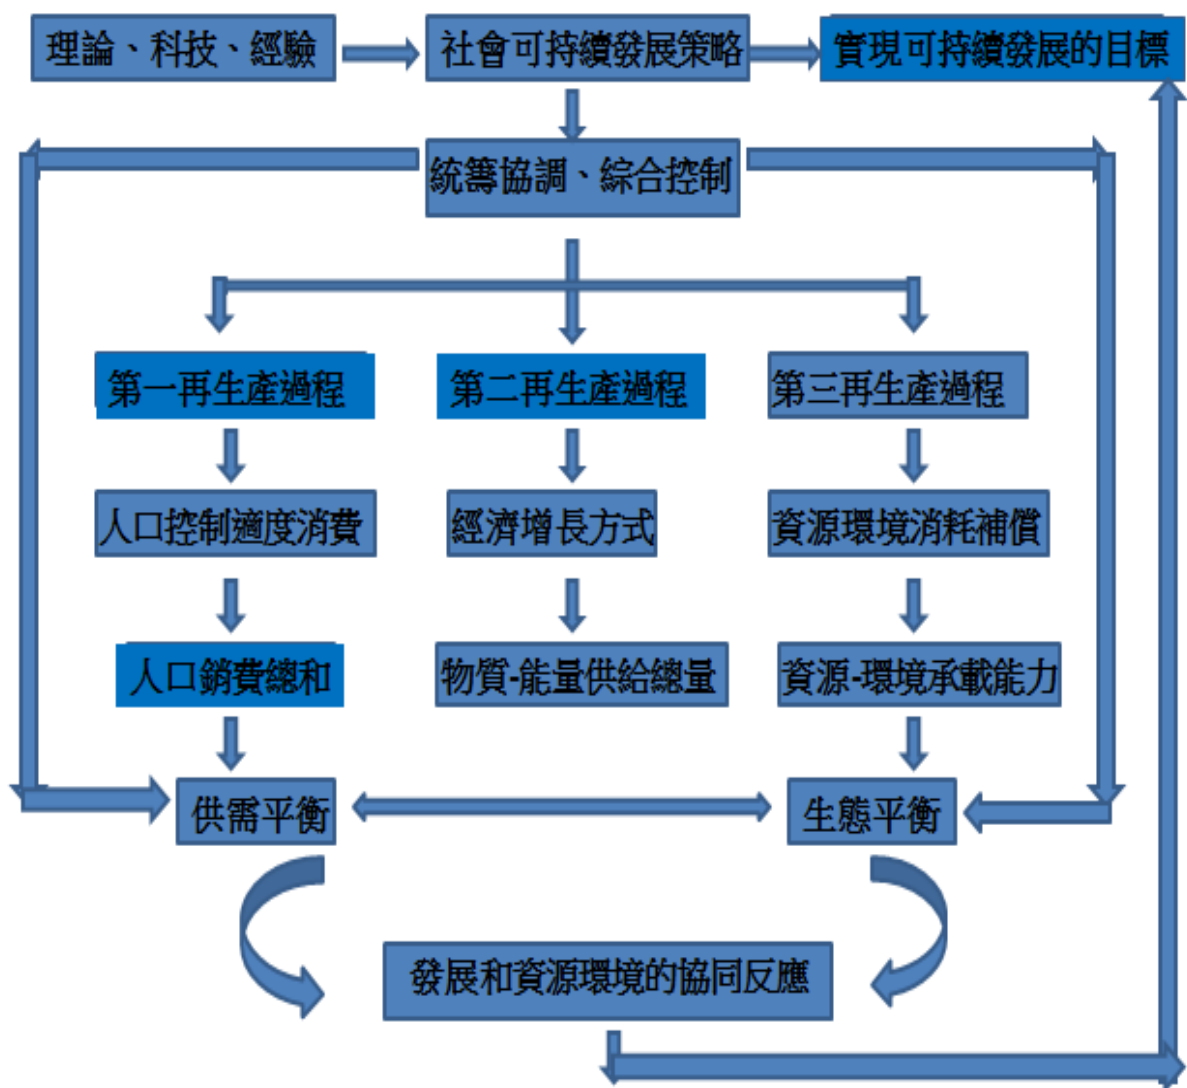 理論、科技、經驗
社會可持續發展策略
實現可持續發展的目標
統籌協調、綜合控制
第一再生產過程
第二再生產過程
第三再生產過程
人口控制適度消費
經濟增長方式
資源環境消耗補償
人口銷費總和
物質-能量供給總量
資源-環境承載能力
供需平衡
生態平衡
發展和資源環境的協同反應